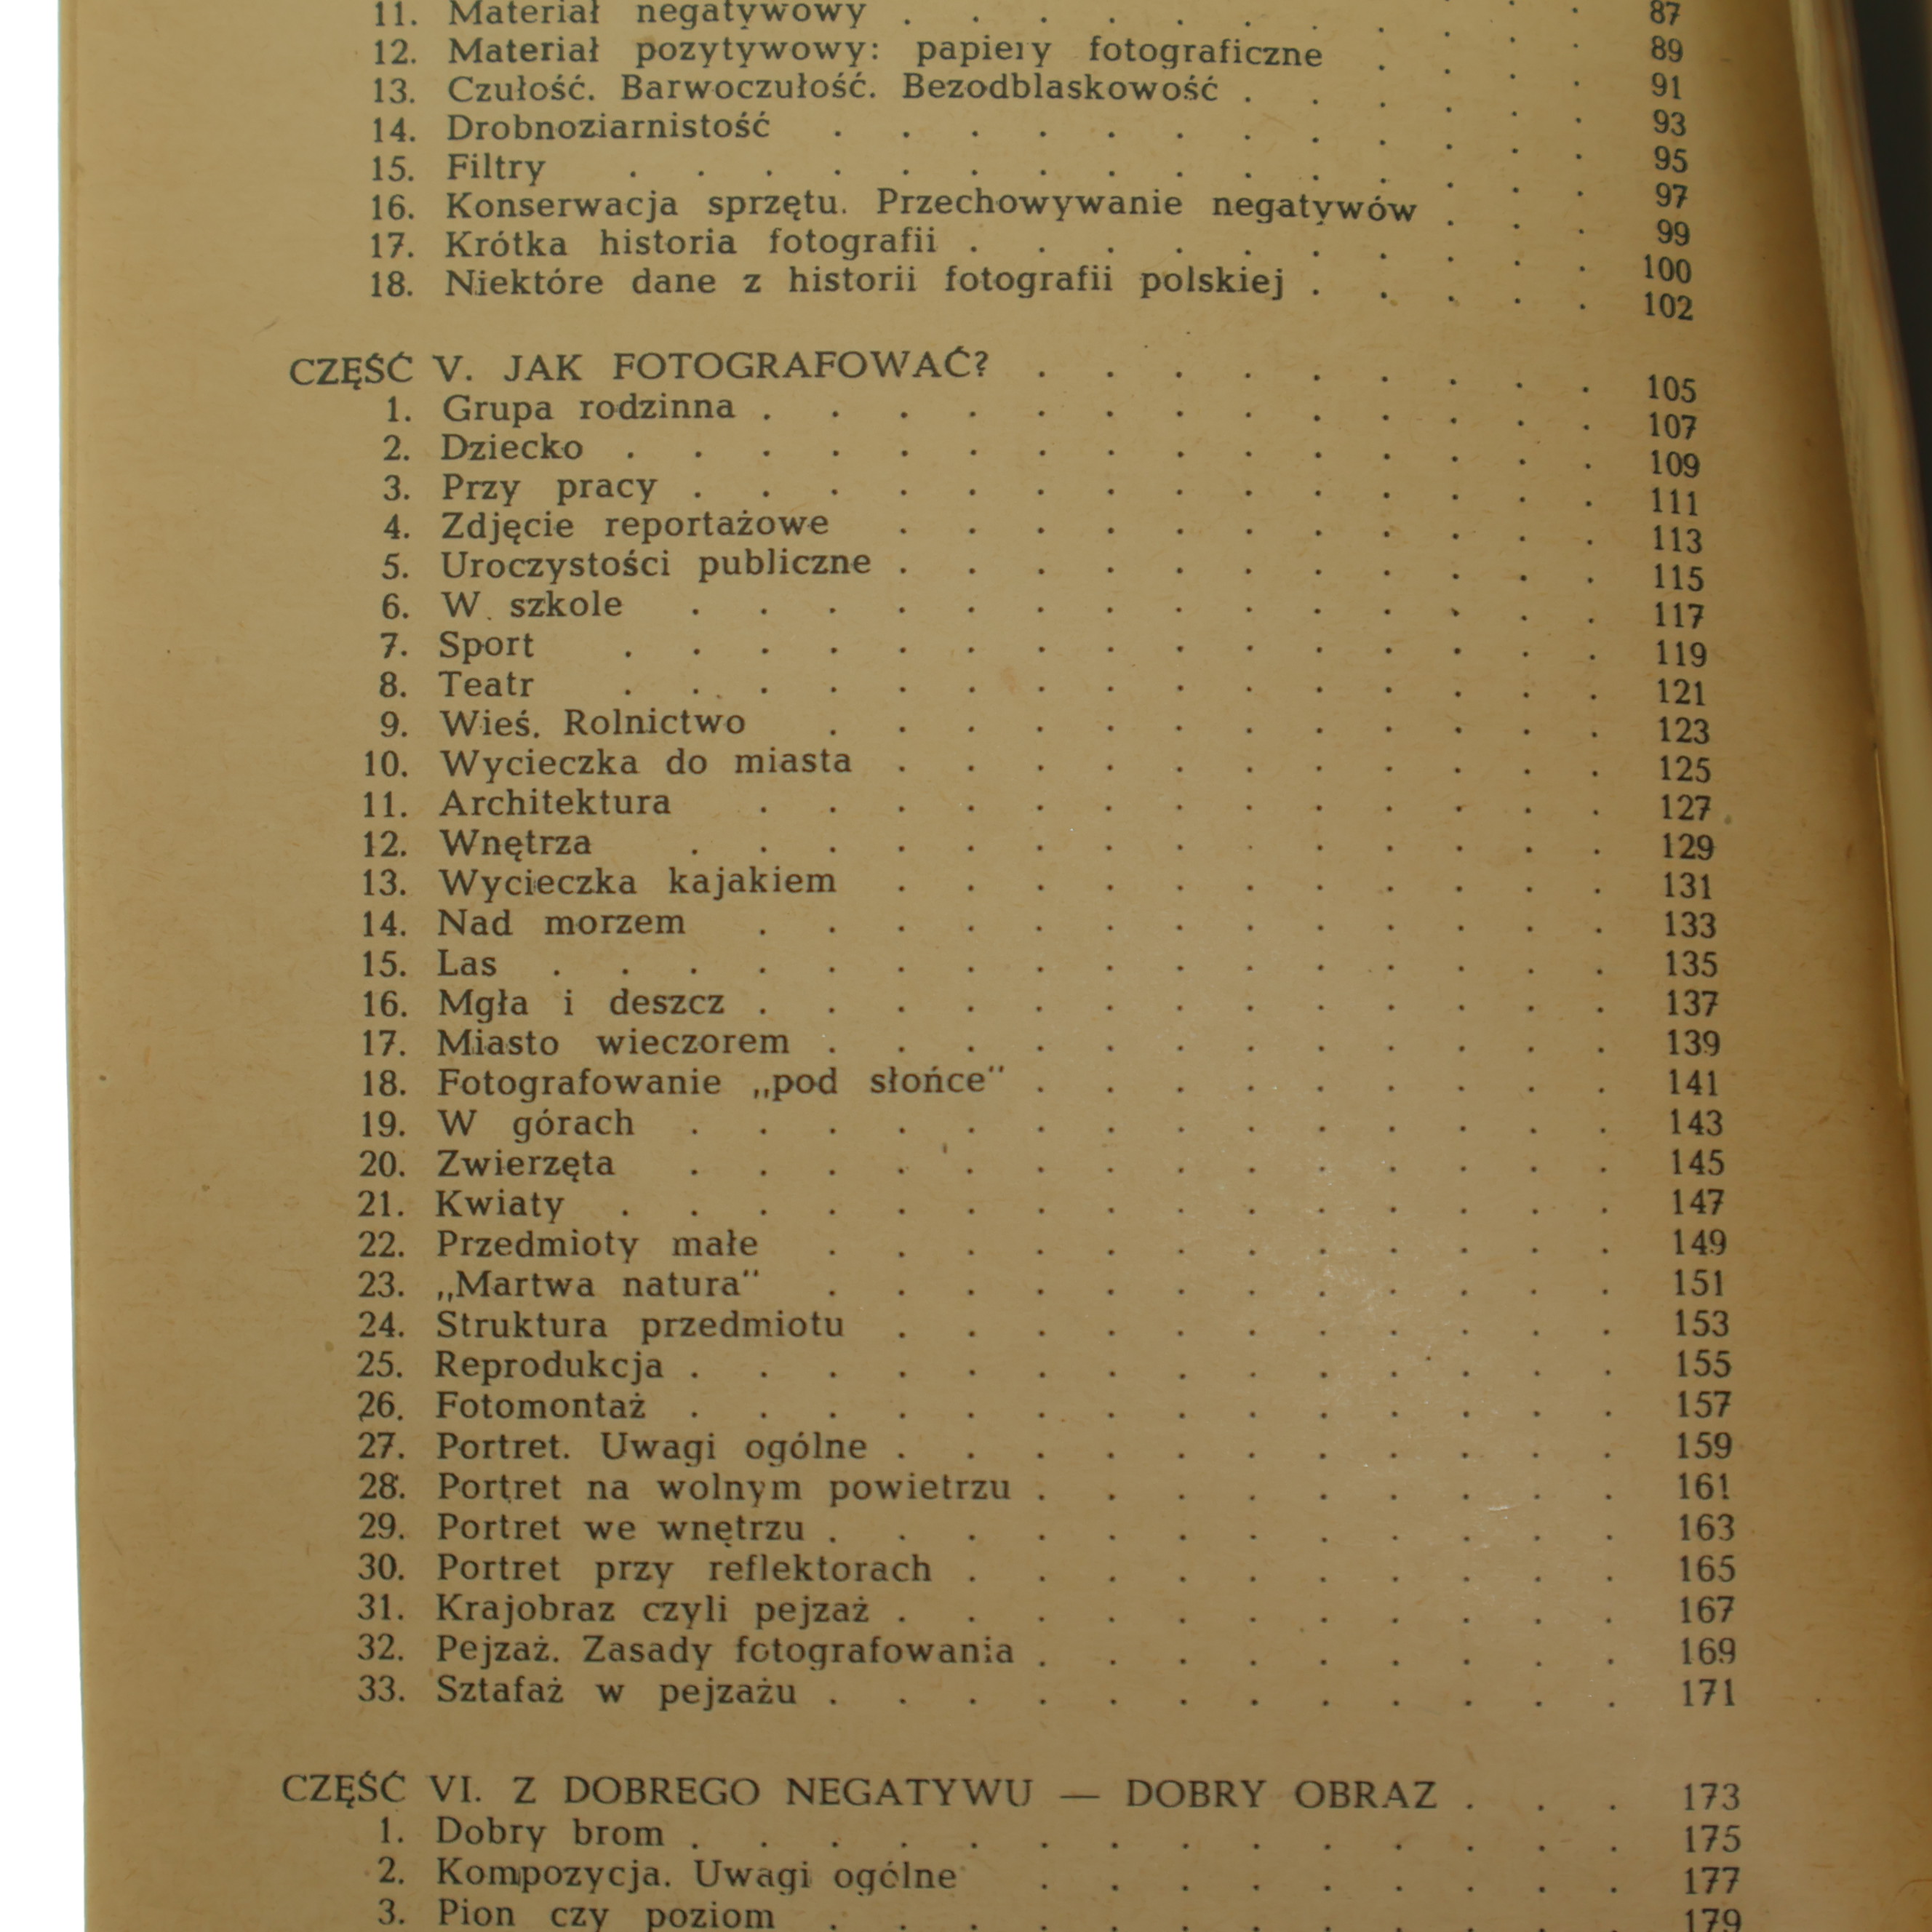 87
11. Materiał negatywowy . . . . . . . . . . 89
12. Materiał pozytywowy: papiery fotograficzne . . . . 91
13. Czułość. Barwoczułość. Bezodblaskowość . . . . . . 93
14. Drobnoziarnistość . . . . . . . . . . . . 95
15. Filtry . . . . . . . . . . . . . . . 97
16. Konserwacja sprzętu. Przechowywanie negatywów . . . 99
17. Krótka historia fotografii . . . . . . . . . . 100
18. Niektóre dane z historii fotografii polskiej . . . . . 102
CZĘŚĆ V. JAK FOTOGRAFOWAĆ? . . . . . . . . . 105
1. Grupa rodzinna . . . . . . . . . . . . . 107
2. Dziecko . . . . . . . . . . . . . . . 109
3. Przy pracy . . . . . . . . . . . . . . 111
4. Zdjęcie reportażowe . . . . . . . . . . . 113
5. Uroczystości publiczne . . . . . . . . . . . 115
6. W szkole . . . . . . . . . . . . . . 117
7. Sport . . . . . . . . . . . . . . . 119
8. Teatr . . . . . . . . . . . . . . . 121
9. Wieś. Rolnictwo . . . . . . . . . . . . 123
10. Wycieczka do miasta . . . . . . . . . . . 125
11. Architektura . . . . . . . . . . . . . 127
12. Wnętrza . . . . . . . . . . . . . . 129
13. Wycieczka kajakiem . . . . . . . . . . . 131
14. Nad morzem . . . . . . . . . . . . . 133
15. Las . . . . . . . . . . . . . . . . 135
16. Mgła i deszcz . . . . . . . . . . . . . 137
17. Miasto wieczorem . . . . . . . . . . . . 139
18. Fotografowanie „pod słońce" . . . . . . . . . 141
19. W górach . . . . . . . . . . . . . . 143
20. Zwierzęta . . . . . . . . . . . . . . 145
21. Kwiaty . . . . . . . . . . . . . . . 147
22. Przedmioty małe . . . . . . . . . . . . 149
23. „Martwa natura" . . . . . . . . . . . . 151
24. Struktura przedmiotu . . . . . . . . . . . 153
25. Reprodukcja . . . . . . . . . . . . . . 155
26. Fotomontaż . . . . . . . . . . . . . . 157
27. Portret. Uwagi ogólne . . . . . . . . . . . 159
28. Portret na wolnym powietrzu . . . . . . . . . 161
29. Portret we wnętrzu . . . . . . . . . . . . 163
30. Portret przy reflektorach . . . . . . . . . . 165
31. Krajobraz czyli pejzaż . . . . . . . . . . . 167
32. Pejzaż. Zasady fotografowania . . . . . . . . . 169
33. Sztafaż w pejzażu . . . . . . . . . . . . 171
CZĘŚĆ VI. Z DOBREGO NEGATYWU — DOBRY OBRAZ . . . 173
1. Dobry brom . . . . . . . . . . . . . . 175
2. Kompozycja. Uwagi ogólne . . . . . . . . . 177
3. Pion czy poziom . . . . . . . . . . . . 179